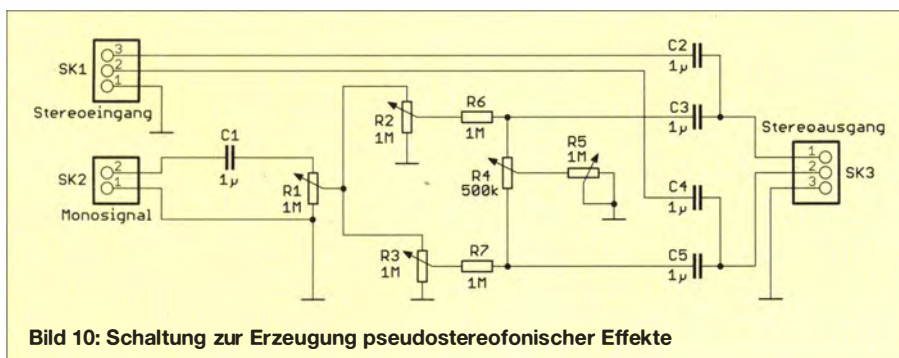 SK1
3
2
1
Stereoeingang
SK2
2
1
Monosignal
C1
1µ
R1
1M
R2
1M
R3
1M
R6
1M
R4
500k
R5
1M
R7
1M
C2
1µ
C3
1µ
C4
1µ
C5
1µ
Stereoausgang
1
2
3
SK3
Bild 10: Schaltung zur Erzeugung pseudostereofonischer Effekte